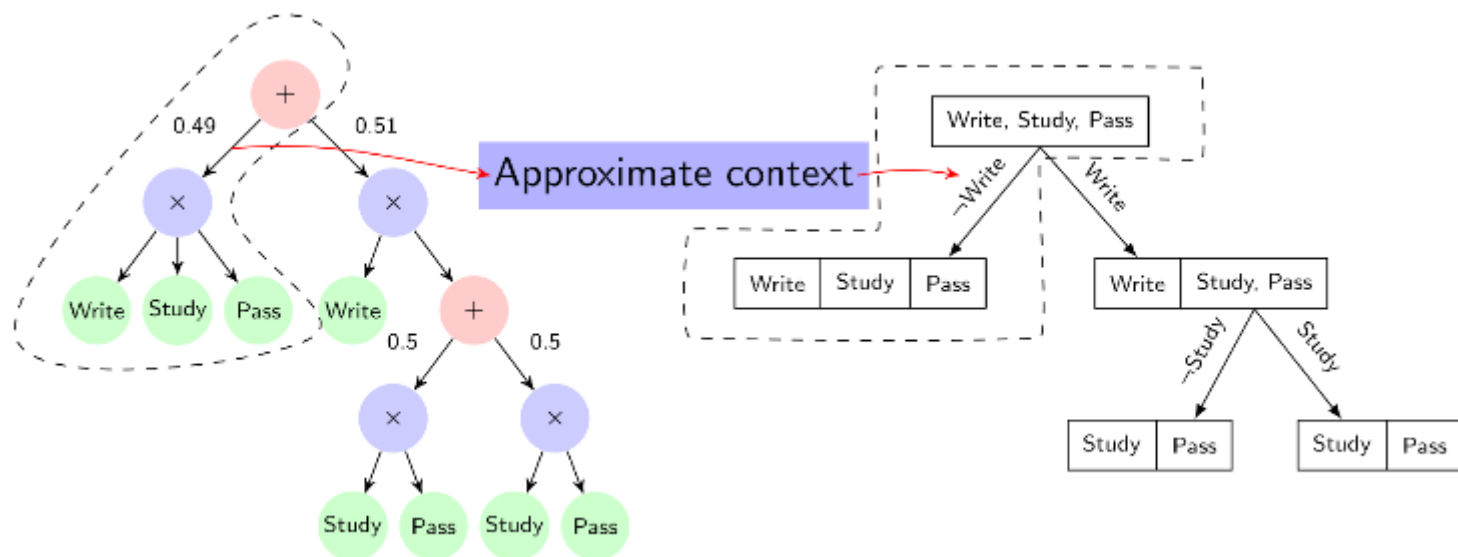 +
0.49
0.51
×
×
Write
Study
Pass
Write
+
0.5
0.5
×
×
Study
Pass
Study
Pass
Approximate context
Write, Study, Pass
¬Write
Write
Write Study Pass
Write Study, Pass
¬Study
Study
Study Pass
Study Pass